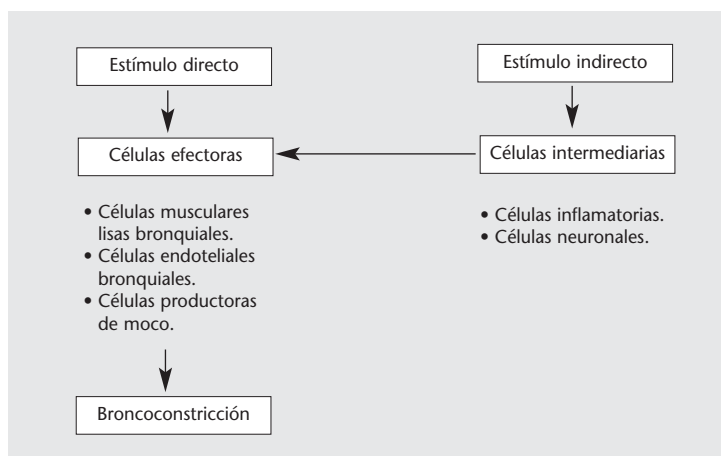 Estímulo directo
Estímulo indirecto
Células efectoras
Células intermediarias
• Células musculares
lisas bronquiales.
• Células endoteliales
bronquiales.
• Células productoras
de moco.
• Células inflamatorias.
• Células neuronales.
Broncoconstricción